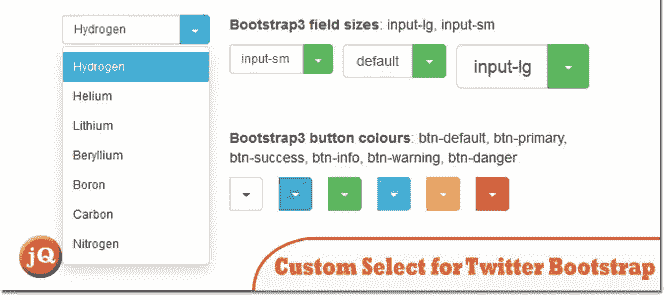 Hydrogen
Hydrogen
Helium
Lithium
Beryllium
Boron
Carbon
Nitrogen
Bootstrap3 field sizes: input-lg, input-sm
input-sm
default
input-lg
Bootstrap3 button colours: btn-default, btn-primary,
btn-success, btn-info, btn-warning, btn-danger
jQ
Custom Select for Twitter Bootstrap